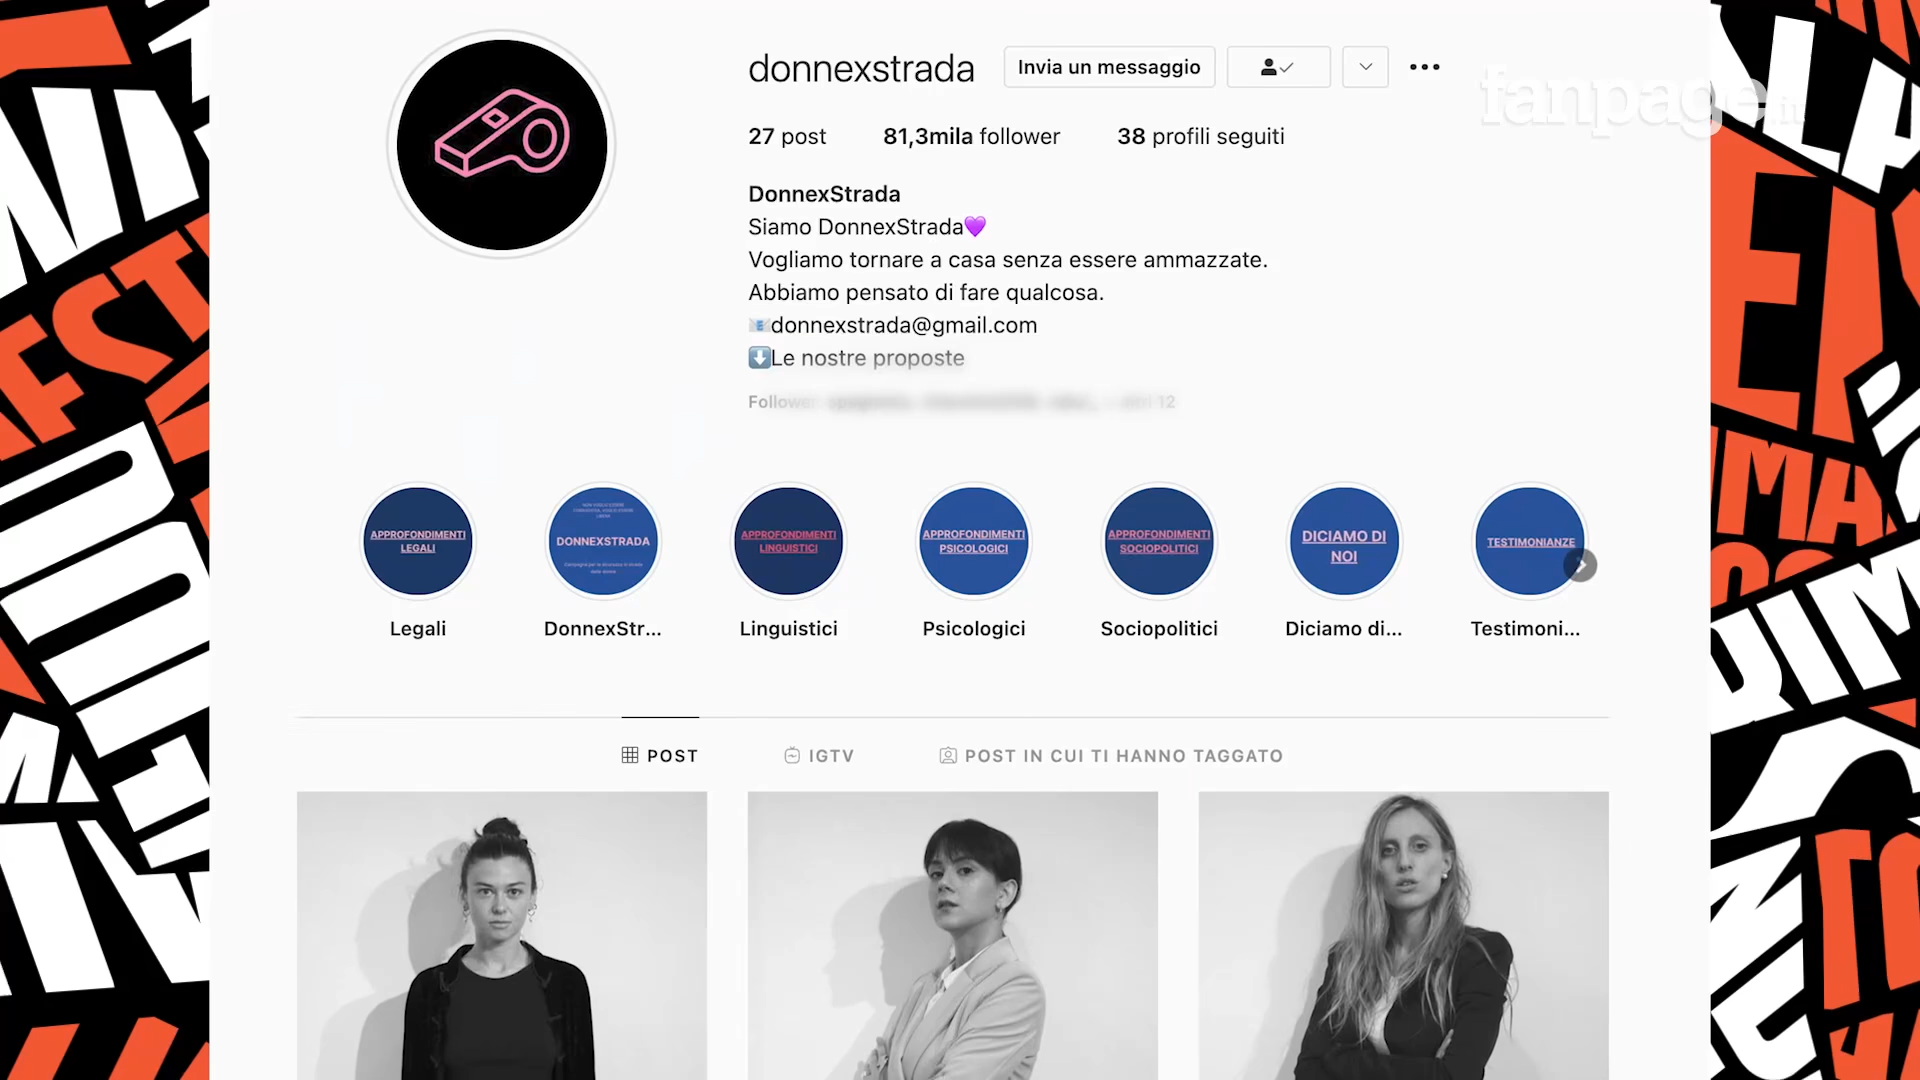 donnexstrada
Invia un messaggio
fanpage.it
27 post
81,3mila follower
38 profili seguiti
DonnexStrada
Siamo DonnexStrada💜
Vogliamo tornare a casa senza essere ammazzate.
Abbiamo pensato di fare qualcosa.
📧donnexstrada@gmail.com
⬇️Le nostre proposte
Follower
12
APPROFONDIMENTI
LEGALI
DONNEXSTRADA
APPROFONDIMENTI
LINGUISTICI
APPROFONDIMENTI
PSICOLOGICI
APPROFONDIMENTI
SOCIOPOLITICI
DICIAMO DI
NOI
TESTIMONIANZE
Legali
DonnexStr...
Linguistici
Psicologici
Sociopolitici
Diciamo di...
Testimoni...
POST
IGTV
POST IN CUI TI HANNO TAGGATO